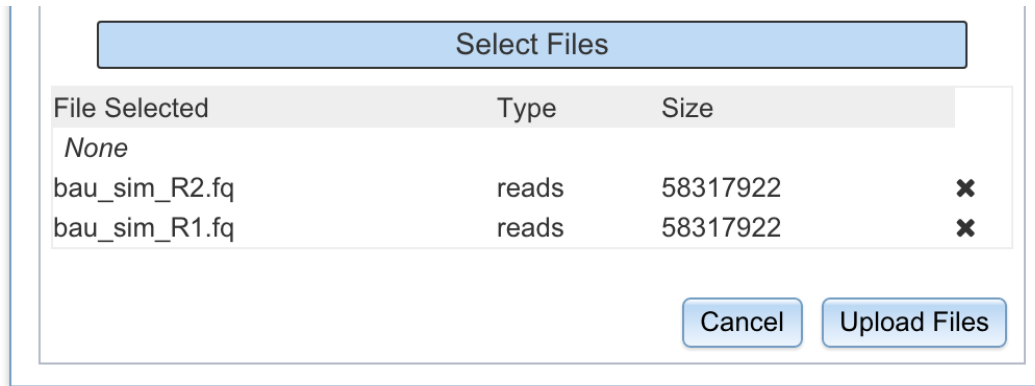 Select Files
File Selected Type Size
None
bau_sim_R2.fq reads 58317922 ✖
bau_sim_R1.fq reads 58317922 ✖
Cancel Upload Files